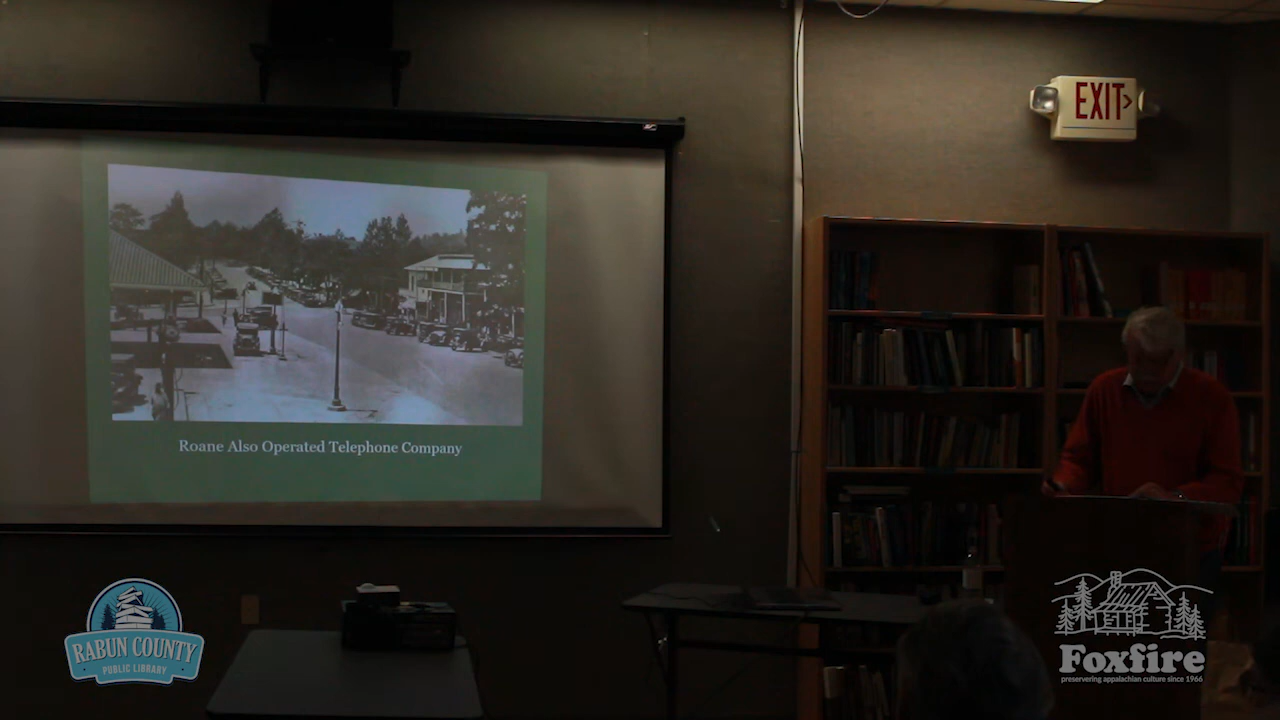 EXIT>
Roane Also Operated Telephone Company
RABUN COUNTY
PUBLIC LIBRARY
Foxfire
preserving appalachian culture since 1966